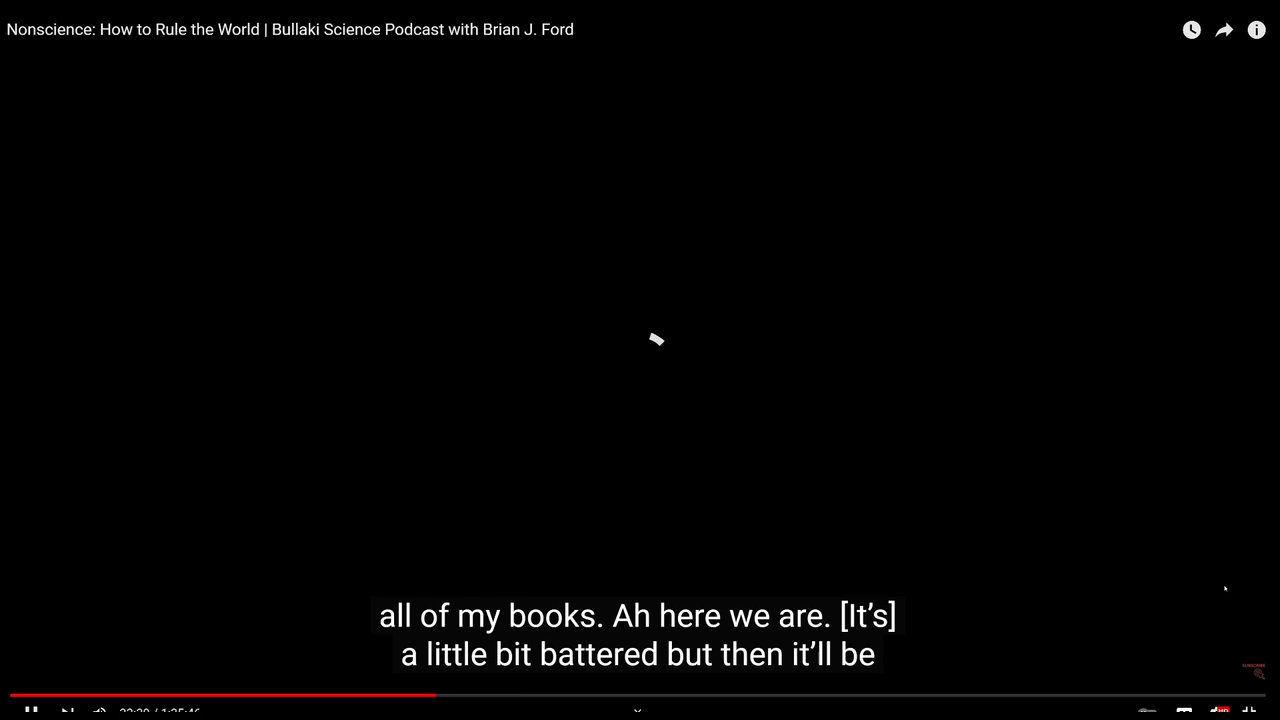 Nonscience: How to Rule the World | Bullaki Science Podcast with Brian J. Ford
all of my books. Ah here we are. [It’s]
a little bit battered but then it’ll be
SUBSCRIBE